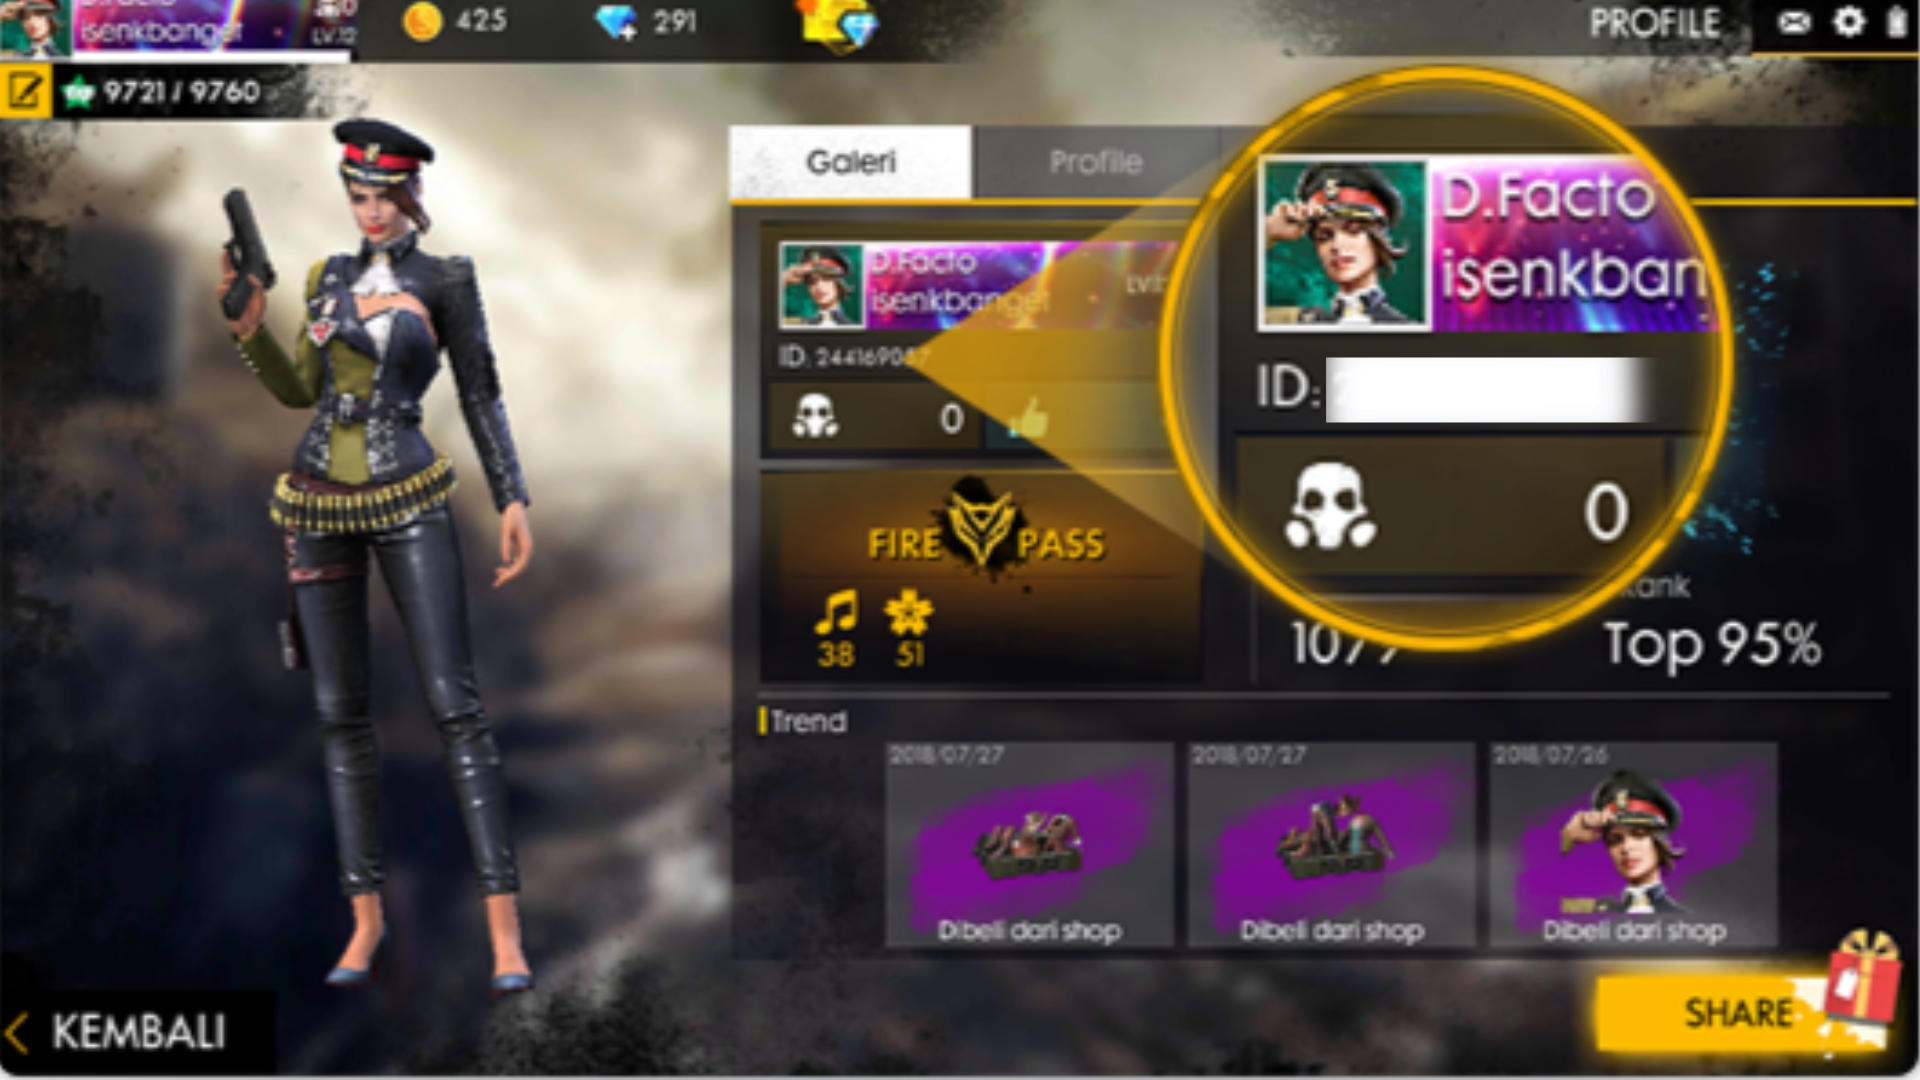 isenkbanget
425
291
PROFILE
9721 / 9760
Galeri
Profile
D.Facto
isenkbanget
D.Facto
isenkban
ID:
ID:
0
0
FIRE PASS
38
51
Top 95%
Trend
2018/07/27
2018/07/27
2018/07/26
Dibeli dari shop
Dibeli dari shop
Dibeli dari shop
KEMBALI
SHARE